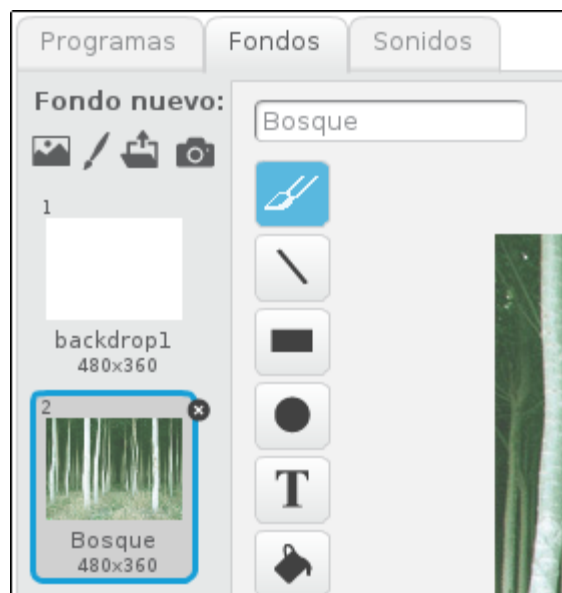 Programas Fondos Sonidos
Fondo nuevo:
Bosque
1
backdrop1
480x360
2
Bosque
480x360
T